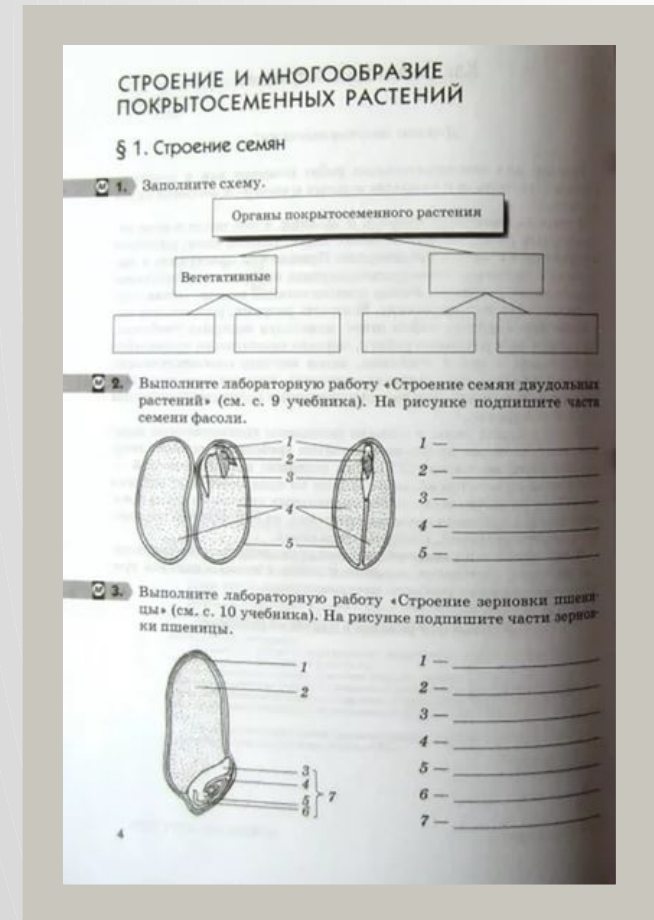 СТРОЕНИЕ И МНОГООБРАЗИЕ
ПОКРЫТОСЕМЕННЫХ РАСТЕНИЙ
§ 1. Строение семян
1. Заполните схему.
Органы покрытосеменного растения
Вегетативные
2. Выполните лабораторную работу «Строение семян двудольных
растений» (см. с. 9 учебника). На рисунке подпишите части
семени фасоли.
1
2
3
4
5
1 —
2 —
3 —
4 —
5 —
3. Выполните лабораторную работу «Строение зерновки пшени-
цы» (см. с. 10 учебника). На рисунке подпишите части зернов-
ки пшеницы.
1
2
3
4
5
6
7
1 —
2 —
3 —
4 —
5 —
6 —
7 —
4